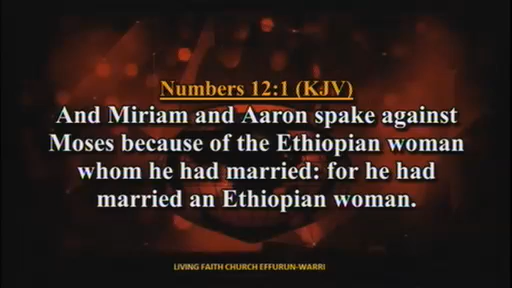 Numbers 12:1 (KJV)
And Miriam and Aaron spake against
Moses because of the Ethiopian woman
whom he had married: for he had
married an Ethiopian woman.
LIVING FAITH CHURCH EFFURUN-WARRI